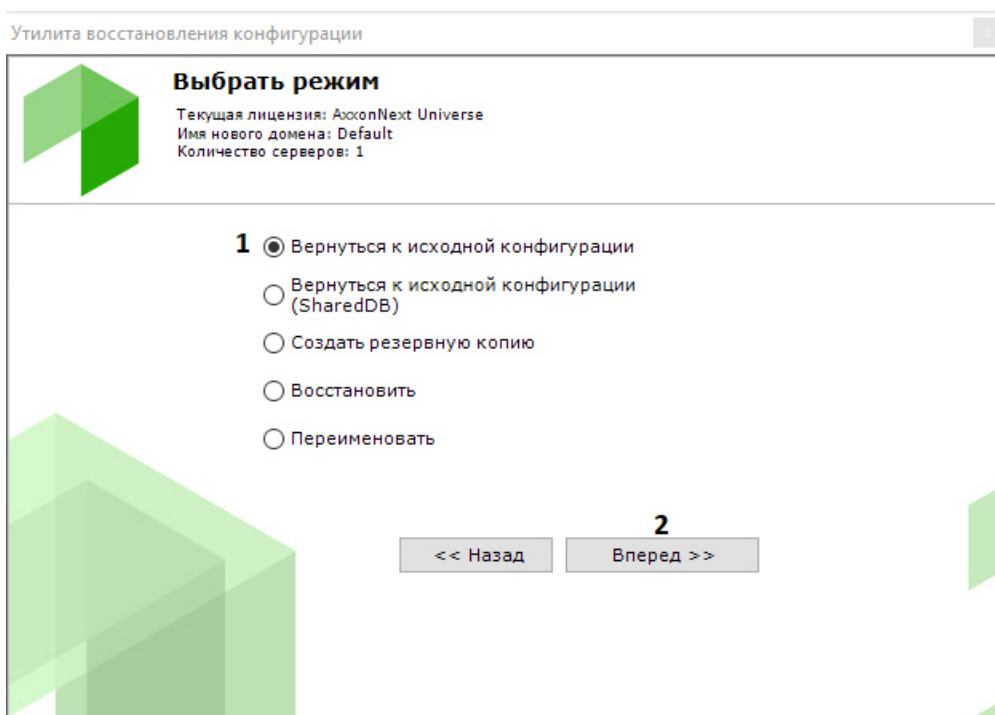 Утилита восстановления конфигурации
x
Выбрать режим
Текущая лицензия: AxxonNext Universe
Имя нового домена: Default
Количество серверов: 1
1 Вернуться к исходной конфигурации
Вернуться к исходной конфигурации
(SharedDB)
Создать резервную копию
Восстановить
Переименовать
2
<< Назад Вперед >>